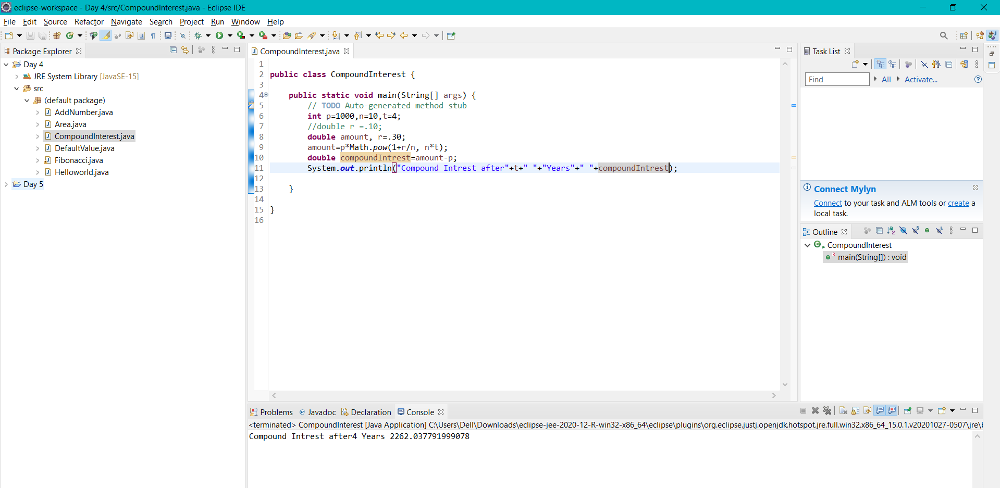 eclipse-workspace - Day 4/src/CompoundInterest.java - Eclipse IDE
File Edit Source Refactor Navigate Search Project Run Window Help
Package Explorer
Day 4
JRE System Library [JavaSE-15]
src
(default package)
AddNumber.java
Area.java
CompoundInterest.java
DefaultValue.java
Fibonacci.java
Helloworld.java
Day 5
CompoundInterest.java
1
2 public class CompoundInterest {
3
4     public static void main(String[] args) {
5         // TODO Auto-generated method stub
6         int p=1000,n=10,t=4;
7         //double r =.10;
8         double amount, r=.30;
9         amount=p*Math.pow(1+r/n, n*t);
10         double compoundIntrest=amount-p;
11         System.out.println("Compound Intrest after"+t+" "+"Years"+" "+compoundIntrest);
12
13     }
14
15 }
16
Task List
Find All Activate...
Connect Mylyn
Connect to your task and ALM tools or create a
local task.
Outline
CompoundInterest
main(String[]) : void
Problems Javadoc Declaration Console
<terminated> CompoundInterest [Java Application] C:\Users\Dell\Downloads\eclipse-jee-2020-12-R-win32-x86_64\eclipse\plugins\org.eclipse.justj.openjdk.hotspot.jre.full.win32.x86_64_15.0.1.v20201027-0507\jre\b
Compound Intrest after4 Years 2262.037791999078